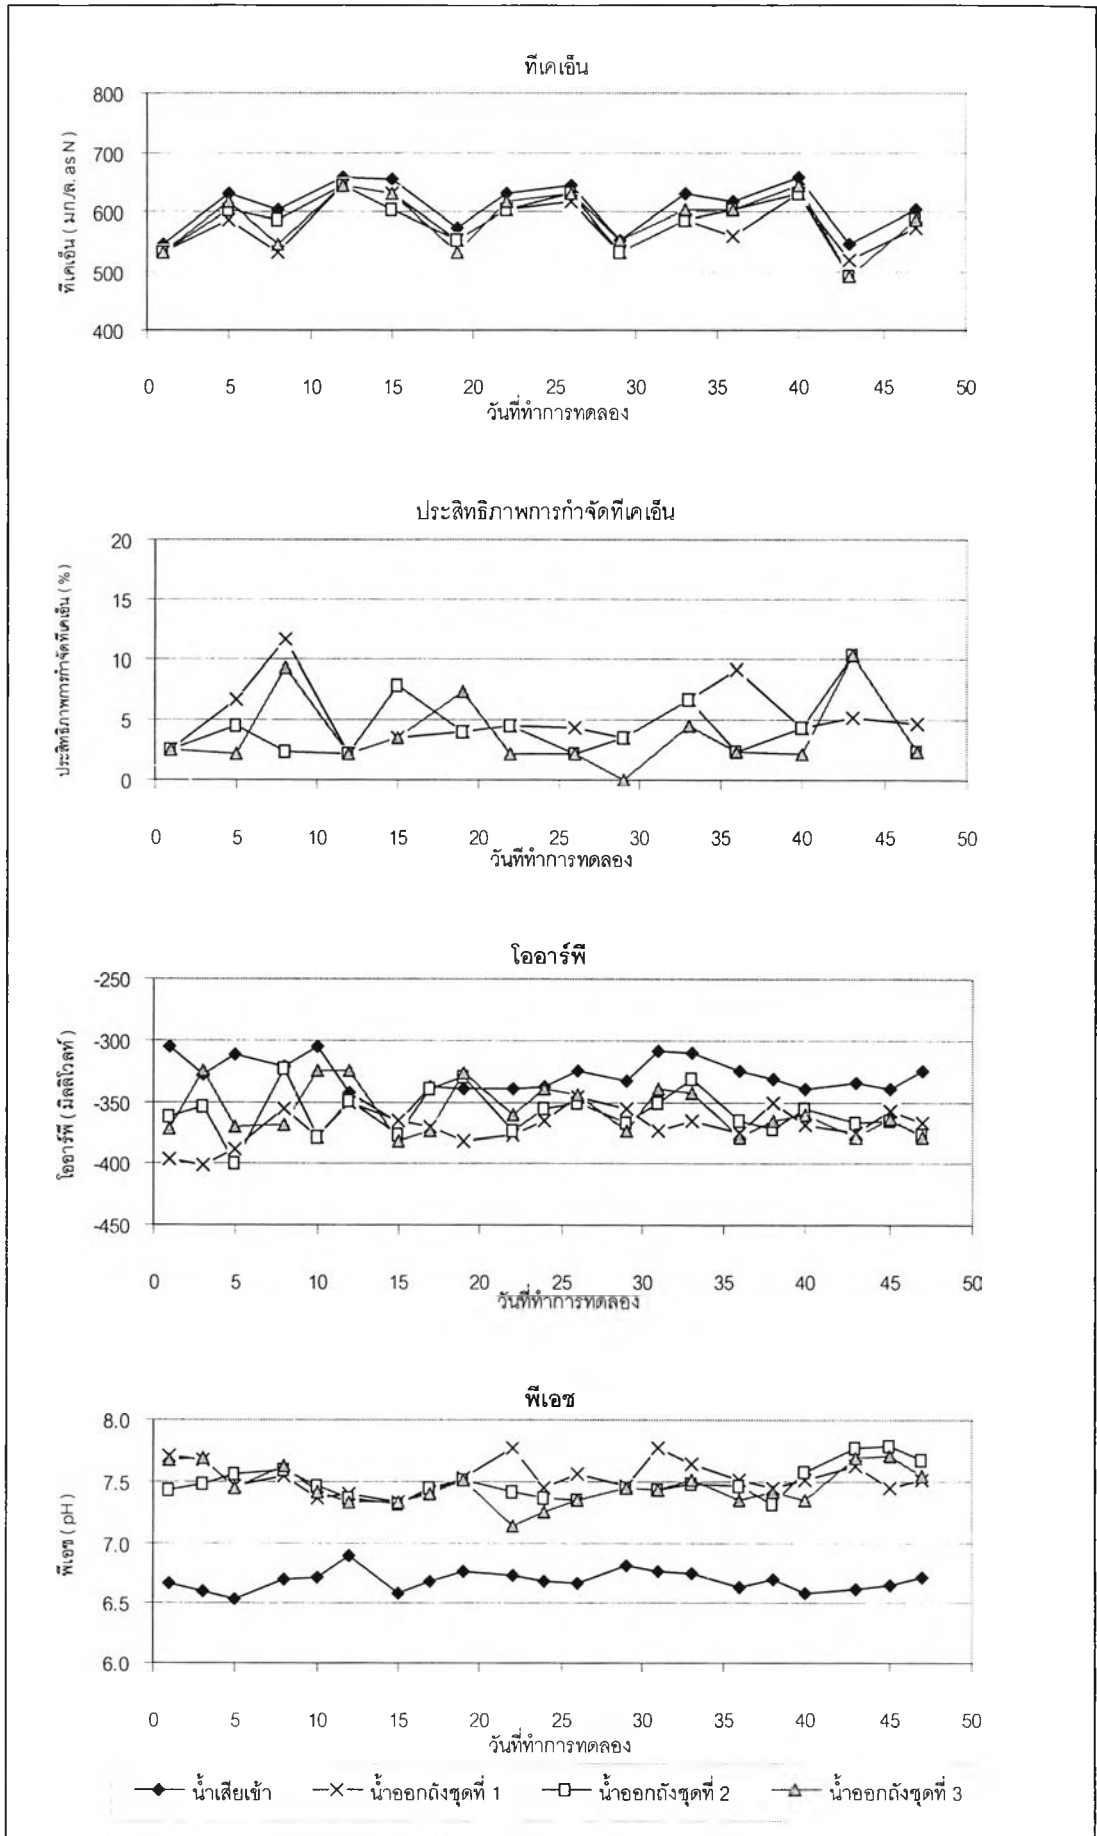 ทีเคเอ็น
ทีเคเอ็น ( มก./ล. as N )
800
700
600
500
400
0 5 10 15 20 25 30 35 40 45 50
วันที่ทำการทดลอง
ประสิทธิภาพการกำจัดทีเคเอ็น
ประสิทธิภาพการกำจัดทีเคเอ็น ( % )
20
15
10
5
0
0 5 10 15 20 25 30 35 40 45 50
วันที่ทำการทดลอง
โออาร์พี
โออาร์พี ( มิลลิโวลท์ )
-250
-300
-350
-400
-450
0 5 10 15 20 25 30 35 40 45 50
วันที่ทำการทดลอง
พีเอช
พีเอช ( pH )
8.0
7.5
7.0
6.5
6.0
0 5 10 15 20 25 30 35 40 45 50
วันที่ทำการทดลอง
น้ำเสียเข้า น้ำออกถังชุดที่ 1 น้ำออกถังชุดที่ 2 น้ำออกถังชุดที่ 3